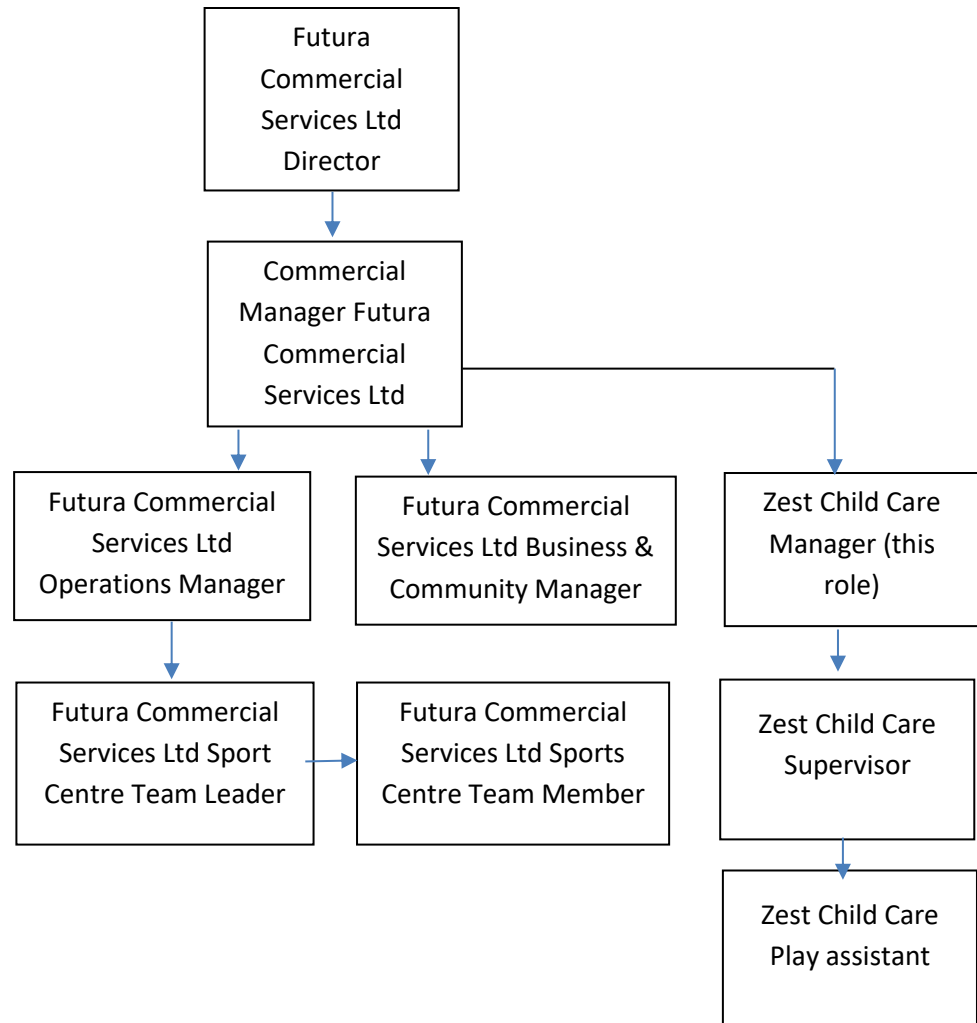 Futura
Commercial
Services Ltd
Director
Commercial
Manager Futura
Commercial
Services Ltd
Futura Commercial
Services Ltd
Operations Manager
Futura Commercial
Services Ltd Business &
Community Manager
Zest Child Care
Manager (this
role)
Futura Commercial
Services Ltd Sport
Centre Team Leader
Futura Commercial
Services Ltd Sports
Centre Team Member
Zest Child Care
Supervisor
Zest Child Care
Play assistant